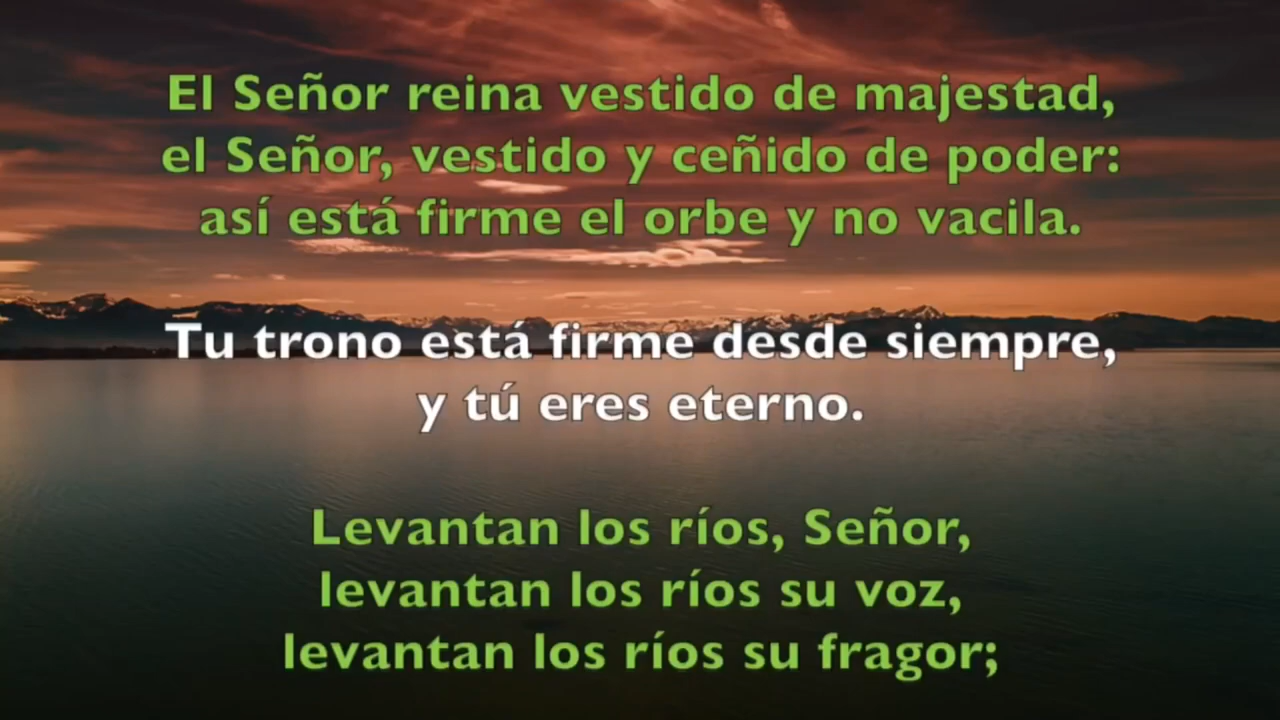 El Señor reina vestido de majestad,
el Señor, vestido y ceñido de poder:
así está firme el orbe y no vacila.
Tu trono está firme desde siempre,
y tú eres eterno.
Levantan los ríos, Señor,
levantan los ríos su voz,
levantan los ríos su fragor;